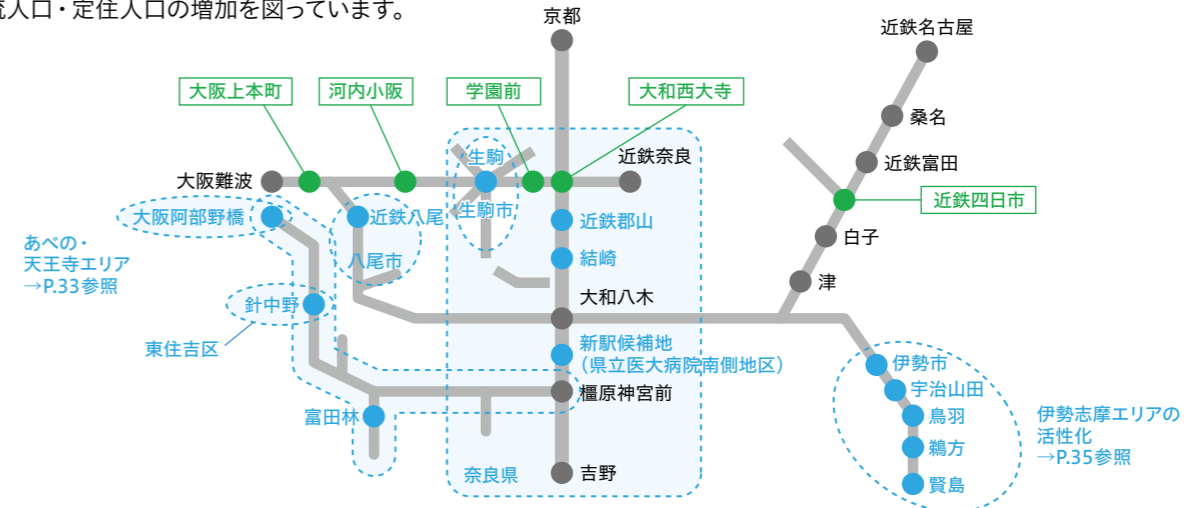 流人口・定住人口の増加を図っています。
京都
近鉄名古屋
大阪上本町
河内小阪
学園前
大和西大寺
桑名
生駒
近鉄奈良
近鉄富田
大阪難波
近鉄四日市
大阪阿部野橋
近鉄八尾
生駒市
近鉄郡山
白子
あべの・
天王寺エリア
→P.33参照
八尾市
結崎
津
針中野
大和八木
東住吉区
新駅候補地
（県立医大病院南側地区）
伊勢市
宇治山田
橿原神宮前
富田林
鳥羽
伊勢志摩エリアの
活性化
→P.35参照
鵜方
奈良県
吉野
賢島